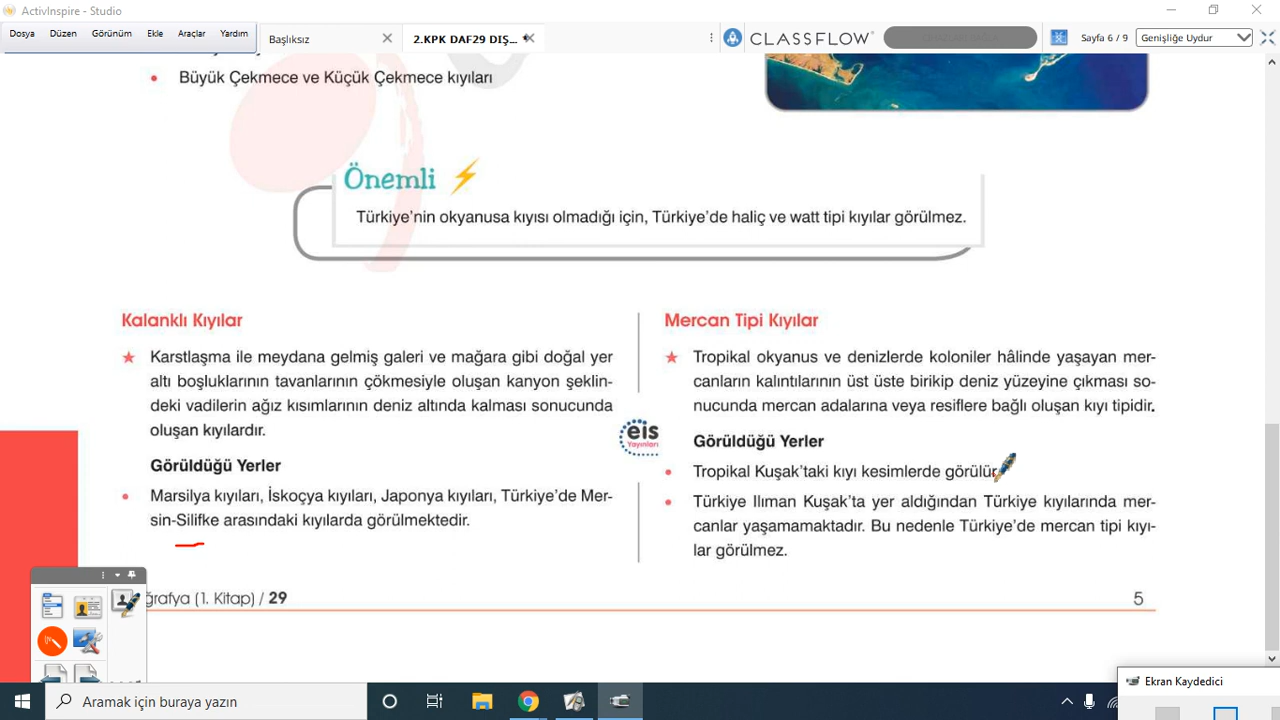 ActivInspire - Studio
Dosya Düzen Görünüm Ekle Araçlar Yardım
Başlıksız
2.KPK DAF29 DIŞ...
CLASSFLOW
Sayfa 6 / 9
Genişliğe Uydur
• Büyük Çekmece ve Küçük Çekmece kıyıları
Önemli
Türkiye'nin okyanusa kıyısı olmadığı için, Türkiye'de haliç ve watt tipi kıyılar görülmez.
Kalanklı Kıyılar
Karstlaşma ile meydana gelmiş galeri ve mağara gibi doğal yer
altı boşluklarının tavanlarının çökmesiyle oluşan kanyon şeklin-
deki vadilerin ağız kısımlarının deniz altında kalması sonucunda
oluşan kıyılardır.
Görüldüğü Yerler
• Marsilya kıyıları, İskoçya kıyıları, Japonya kıyıları, Türkiye'de Mer-
sin-Silifke arasındaki kıyılarda görülmektedir.
eis
Yayınları
Mercan Tipi Kıyılar
Tropikal okyanus ve denizlerde koloniler hâlinde yaşayan mer-
canların kalıntılarının üst üste birikip deniz yüzeyine çıkması so-
nucunda mercan adalarına veya resiflere bağlı oluşan kıyı tipidir.
Görüldüğü Yerler
• Tropikal Kuşak'taki kıyı kesimlerde görülür
• Türkiye Ilıman Kuşak'ta yer aldığından Türkiye kıyılarında mer-
canlar yaşamamaktadır. Bu nedenle Türkiye'de mercan tipi kıyı-
lar görülmez.
ğrafya (1. Kitap) / 29
5
Aramak için buraya yazın
Ekran Kaydedici